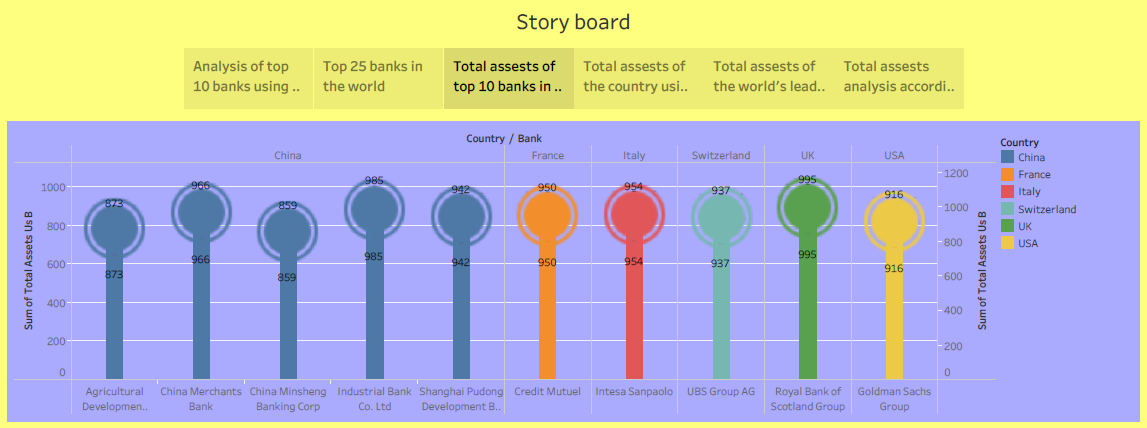 Story board
Analysis of top
10 banks using ..
Top 25 banks in
the world
Total assests of
top 10 banks in ..
Total assests of
the country usi..
Total assests of
the world's lead..
Total assests
analysis accordi..
Country / Bank
China
France
Italy
Switzerland
UK
USA
Sum of Total Assets Us B
1000
800
600
400
200
0
873
966
859
985
942
950
954
937
995
916
873
966
859
985
942
950
954
937
995
916
1200
1000
800
600
400
200
0
Sum of Total Assets Us B
Agricultural
Developmen..
China Merchants
Bank
China Minsheng
Banking Corp
Industrial Bank
Co. Ltd
Shanghai Pudong
Development B..
Credit Mutuel
Intesa Sanpaolo
UBS Group AG
Royal Bank of
Scotland Group
Goldman Sachs
Group
Country
China
France
Italy
Switzerland
UK
USA